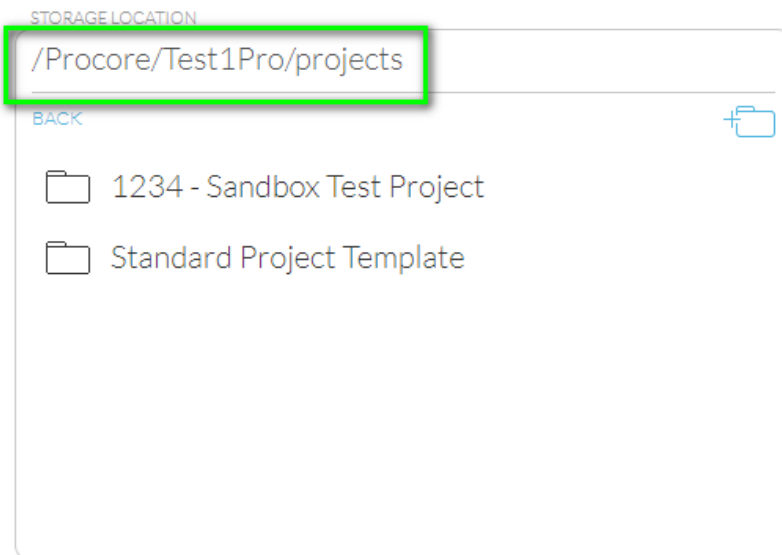 STORAGE LOCATION
/Procore/Test1Pro/projects
BACK
1234 - Sandbox Test Project
Standard Project Template